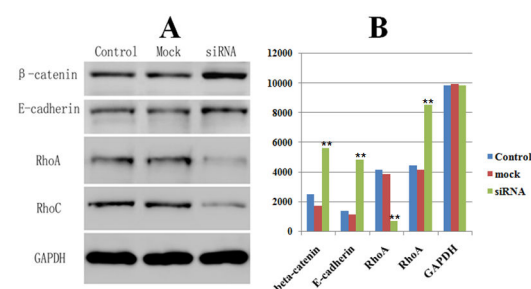 A
B
Control Mock siRNA
β-catenin
E-cadherin
RhoA
RhoC
GAPDH
12000
10000
8000
6000
4000
2000
0
** ** ** **
Control
mock
siRNA
beta-catenin
E-cadherin
RhoA
RhoA
GAPDH